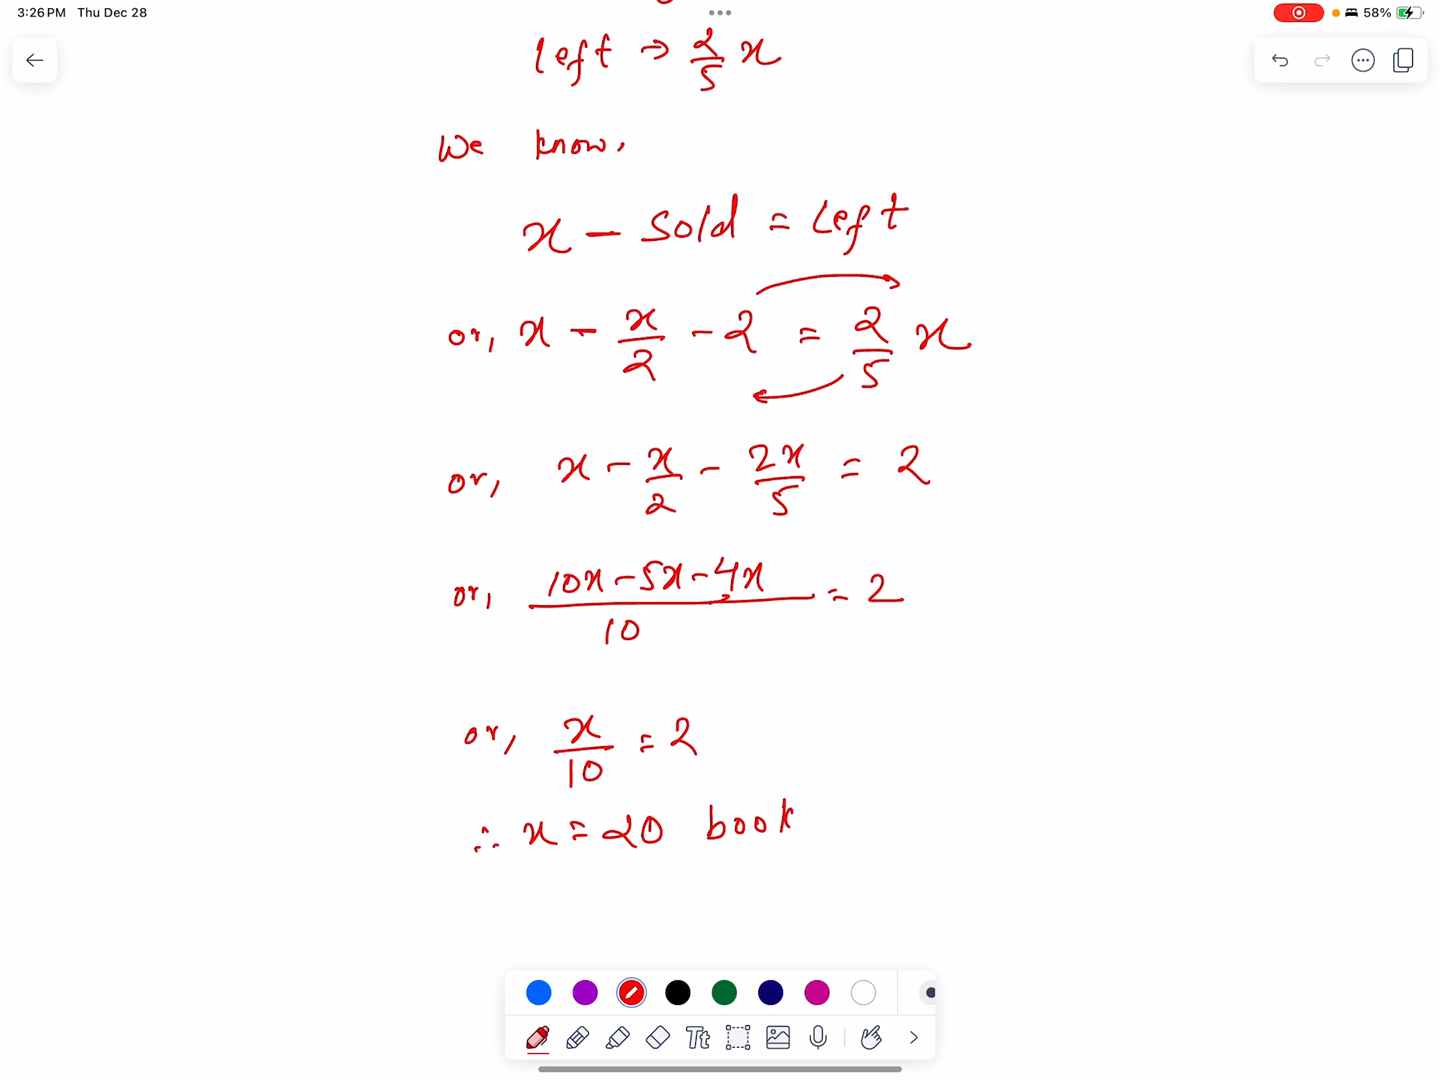 3:26 PM Thu Dec 28 58%
left → 2/5 x
We know,
x - sold = left
or, x - x/2 - 2 = 2/5 x
or, x - x/2 - 2x/5 = 2
or, 10x - 5x - 4x / 10 = 2
or, x/10 = 2
∴ x = 20 book
Tt